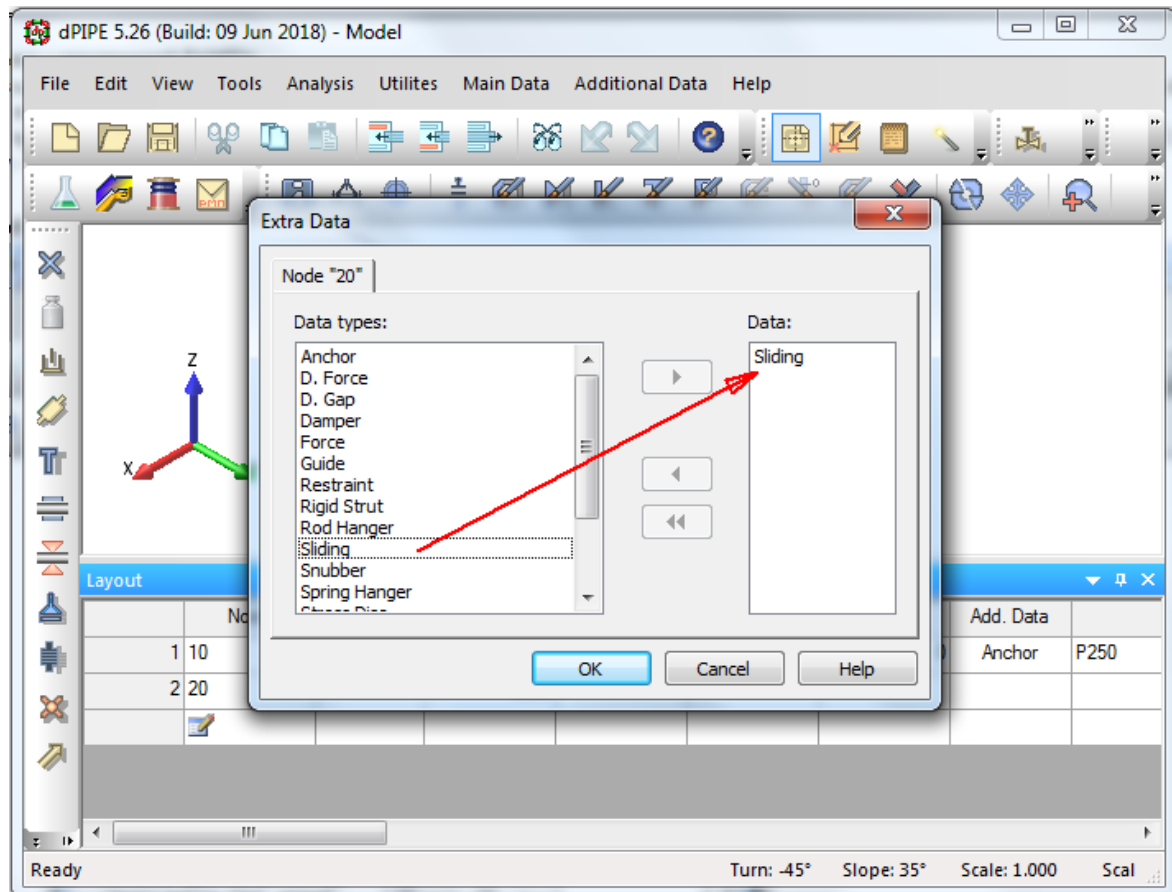 dPIPE 5.26 (Build: 09 Jun 2018) - Model
File Edit View Tools Analysis Utilites Main Data Additional Data Help
Extra Data
Node "20"
Data types:
Anchor
D. Force
D. Gap
Damper
Force
Guide
Restraint
Rigid Strut
Rod Hanger
Sliding
Snubber
Spring Hanger
Data:
Sliding
OK Cancel Help
Z
X
Layout
Add. Data
1 10 Anchor P250
2 20
Ready Turn: -45° Slope: 35° Scale: 1.000 Scal